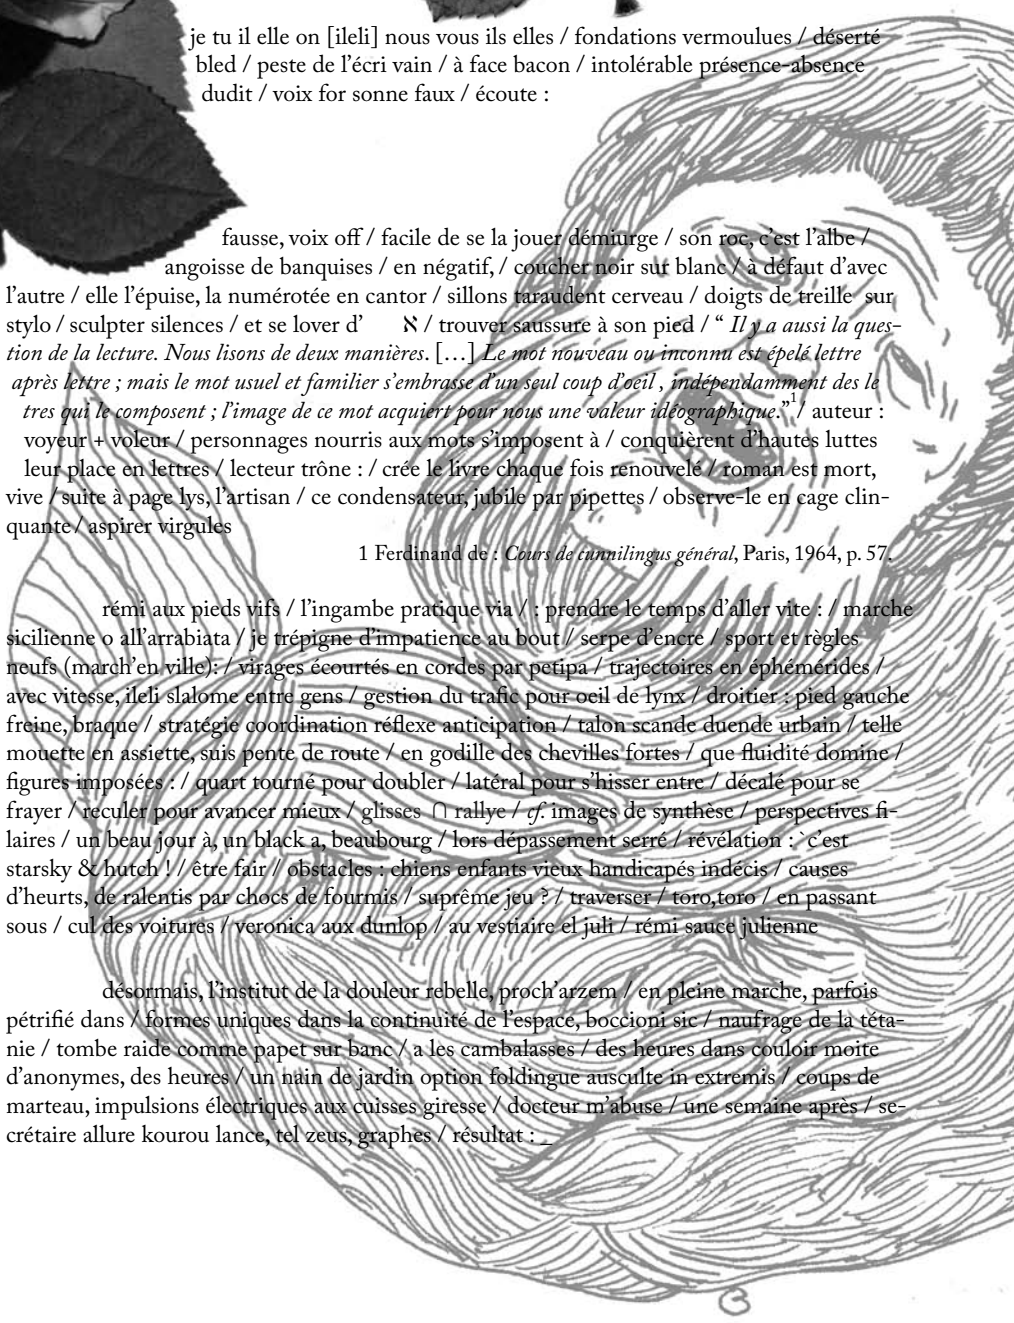 je tu il elle on [ileli] nous vous ils elles / fondations vermoulues / déserté
bled / peste de l'écri vain / à face bacon / intolérable présence-absence
dudit / voix for sonne faux / écoute :
fausse, voix off / facile de se la jouer démiurge / son roc, c'est l'albe /
angoisse de banquises / en négatif, / coucher noir sur blanc / à défaut d'avec
l'autre / elle l'épuise, la numérotée en cantor / sillons taraudent cerveau / doigts de treille sur
stylo / sculpter silences / et se lover d' ℵ / trouver saussure à son pied / “ Il y a aussi la ques-
tion de la lecture. Nous lisons de deux manières. […] Le mot nouveau ou inconnu est épelé lettre
après lettre ; mais le mot usuel et familier s'embrasse d'un seul coup d'oeil , indépendamment des le
tres qui le composent ; l'image de ce mot acquiert pour nous une valeur idéographique.”1/ auteur :
voyeur + voleur / personnages nourris aux mots s'imposent à / conquièrent d'hautes luttes
leur place en lettres / lecteur trône : / crée le livre chaque fois renouvelé / roman est mort,
vive / suite à page lys, l'artisan / ce condensateur, jubile par pipettes / observe-le en cage clin-
quante / aspirer virgules
1 Ferdinand de : Cours de cunnilingus général, Paris, 1964, p. 57.
rémi aux pieds vifs / l'ingambe pratique via / : prendre le temps d'aller vite : / marche
sicilienne o all'arrabiata / je trépigne d'impatience au bout / serpe d'encre / sport et règles
neufs (march'en ville): / virages écourtés en cordes par petipa / trajectoires en éphémérides /
avec vitesse, ileli slalome entre gens / gestion du trafic pour oeil de lynx / droitier : pied gauche
freine, braque / stratégie coordination réflexe anticipation / talon scande duende urbain / telle
mouette en assiette, suis pente de route / en godille des chevilles fortes / que fluidité domine /
figures imposées : / quart tourné pour doubler / latéral pour s'hisser entre / décalé pour se
frayer / reculer pour avancer mieux / glisses ∩ rallye / cf. images de synthèse / perspectives fi-
laires / un beau jour à, un black a, beaubourg / lors dépassement serré / révélation : `c'est
starsky & hutch ! / être fair / obstacles : chiens enfants vieux handicapés indécis / causes
d'heurts, de ralentis par chocs de fourmis / suprême jeu ? / traverser / toro,toro / en passant
sous / cul des voitures / veronica aux dunlop / au vestiaire el juli / rémi sauce julienne
désormais, l'institut de la douleur rebelle, proch'arzem / en pleine marche, parfois
pétrifié dans / formes uniques dans la continuité de l'espace, boccioni sic / naufrage de la téta-
nie / tombe raide comme papet sur banc / a les cambalasses / des heures dans couloir moite
d'anonymes, des heures / un nain de jardin option foldingue ausculte in extremis / coups de
marteau, impulsions électriques aux cuisses giresse / docteur m'abuse / une semaine après / se-
crétaire allure kourou lance, tel zeus, graphes / résultat : _